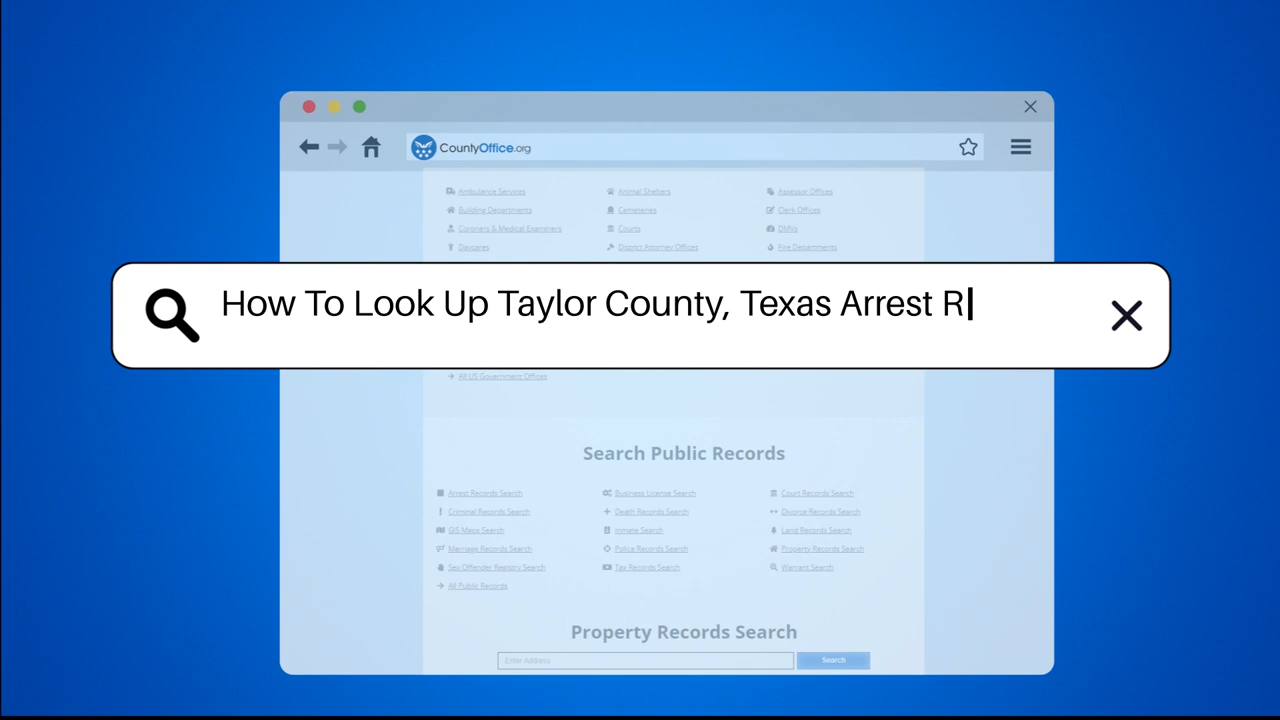 CountyOffice.org
Ambulance Services Animal Shelters Assessor Offices
Building Departments Cemeteries Clerk Offices
Coroners & Medical Examiners Courts DMVs
Daycares District Attorney Offices Fire Departments
How To Look Up Taylor County, Texas Arrest R
All US Government Offices
Search Public Records
Arrest Records Search Business License Search Court Records Search
Criminal Records Search Death Records Search Divorce Records Search
GIS Maps Search Inmate Search Land Records Search
Marriage Records Search Police Records Search Property Records Search
Sex Offender Registry Search Tax Records Search Warrant Search
All Public Records
Property Records Search
Enter Address Search